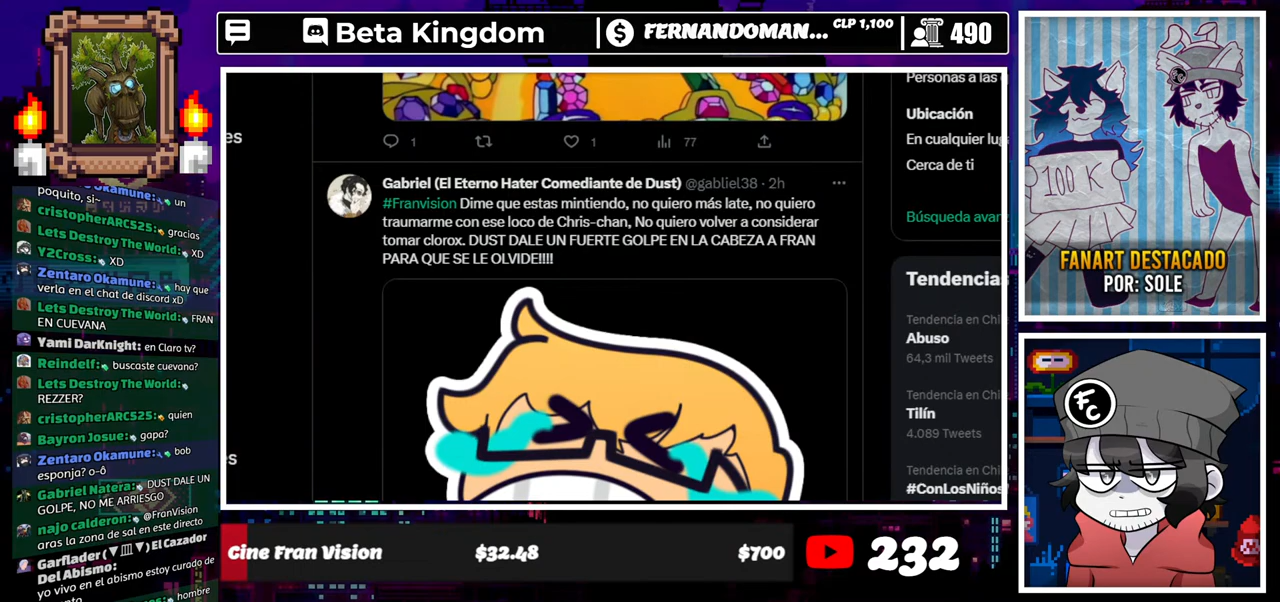 Beta Kingdom
$ FERNANDOMAN... CLP 1,100
490
poquito, si~
Zentaro Okamune: un
cristopherARC525: gracias
Lets Destroy The World: XD
Y2Cross: XD
Zentaro Okamune: hay que
verla en el chat de discord xD
Lets Destroy The World: FRAN
EN CUEVANA
Yami DarKnight: en Claro tv?
Reindelf: buscaste cuevana?
Lets Destroy The World:
REZZER?
cristopherARC525: quien
Bayron Josue: gapa?
Zentaro Okamune: bob
esponja? o-ô
Gabriel Natera: DUST DALE UN
GOLPE, NO ME ARRIESGO
najo calderon: @FranVision
aras la zona de sal en este directo
Garflader (▼ Ⅲ ▼) El Cazador
Del Abismo:
yo vivo en el abismo estoy curado de
hombre
es
1
1
77
Gabriel (El Eterno Hater Comediante de Dust) @gabliel38 · 2h
#Franvision Dime que estas mintiendo, no quiero más late, no quiero
traumarme con ese loco de Chris-chan, No quiero volver a considerar
tomar clorox. DUST DALE UN FUERTE GOLPE EN LA CABEZA A FRAN
PARA QUE SE LE OLVIDE!!!!
s
Personas a las
Ubicación
En cualquier lug
Cerca de ti
Búsqueda avan
Tendencias
Tendencia en Chi
Abuso
64,3 mil Tweets
Tendencia en Chi
Tilín
4.089 Tweets
Tendencia en Chi
#ConLosNiños
100 K
FANART DESTACADO
POR: SOLE
FC
Cine Fran Vision $32.48 $700
232